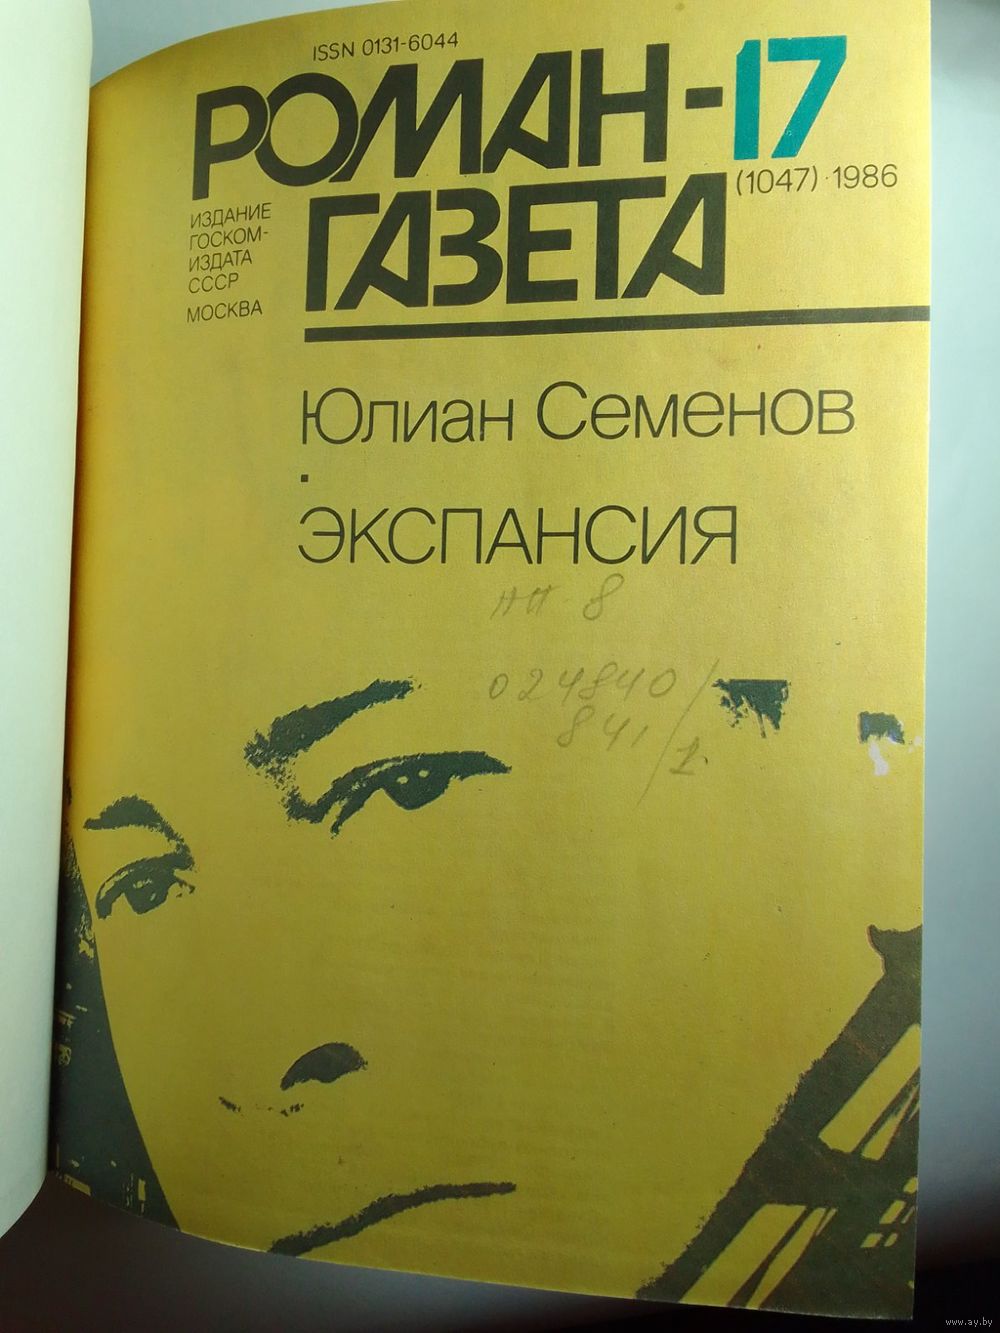 ISSN 0131-6044
РОМАН-17
ГАЗЕТА
(1047)·1986
ИЗДАНИЕ
ГОСКОМ-
ИЗДАТА
СССР
МОСКВА
Юлиан Семенов
.
ЭКСПАНСИЯ
024840/
841/1
www.ay.by